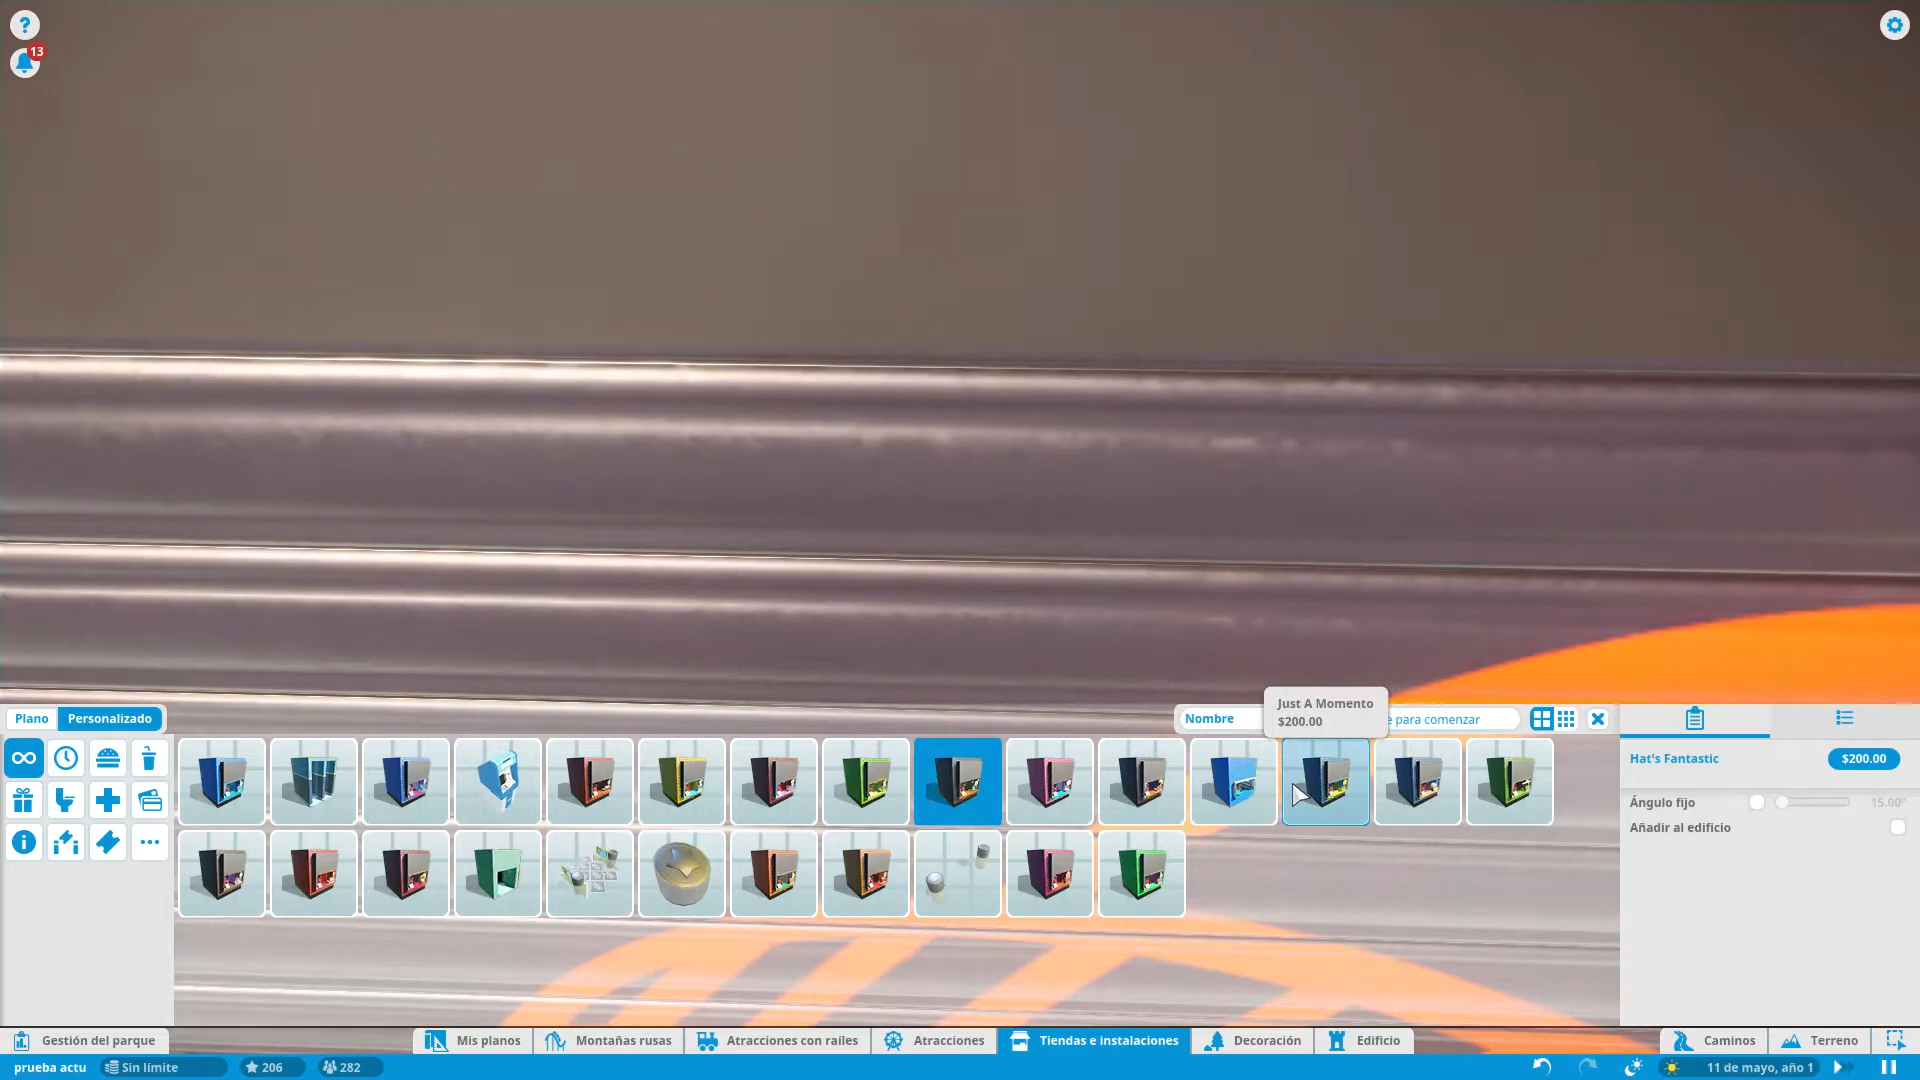 ?
13
Just A Momento
$200.00
Plano
Personalizado
Nombre
e para comenzar
Hat's Fantastic
$200.00
Ángulo fijo
15.00°
Añadir al edificio
Gestión del parque
Mis planos
Montañas rusas
Atracciones con raíles
Atracciones
Tiendas e instalaciones
Decoración
Edificio
Caminos
Terreno
prueba actu
Sin límite
206
282
11 de mayo, año 1